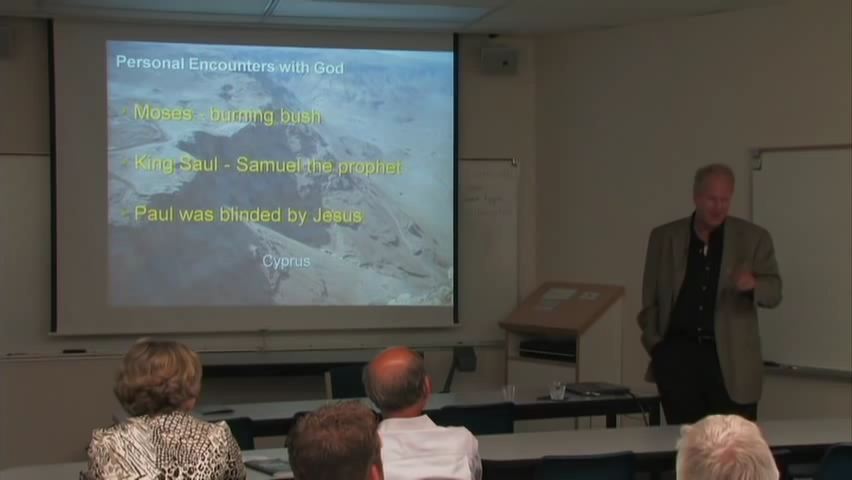 Personal Encounters with God
Moses - burning bush
King Saul - Samuel the prophet
Paul was blinded by Jesus
Cyprus